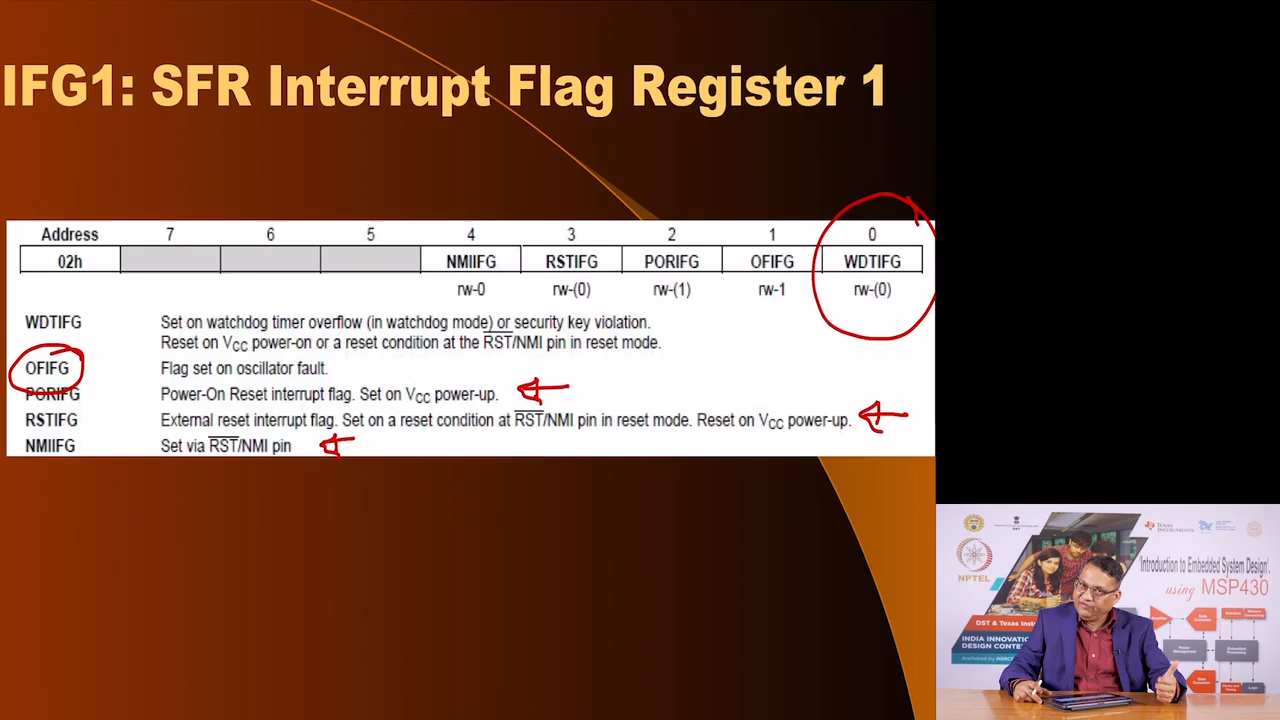 IFG1: SFR Interrupt Flag Register 1
Address 7 6 5 4 3 2 1 0
02h NMIIFG RSTIFG PORIFG OFIFG WDTIFG
rw-0 rw-(0) rw-(1) rw-1 rw-(0)
WDTIFG Set on watchdog timer overflow (in watchdog mode) or security key violation.
Reset on VCC power-on or a reset condition at the RST/NMI pin in reset mode.
OFIFG Flag set on oscillator fault.
PORIFG Power-On Reset interrupt flag. Set on VCC power-up.
RSTIFG External reset interrupt flag. Set on a reset condition at RST/NMI pin in reset mode. Reset on VCC power-up.
NMIIFG Set via RST/NMI pin
TEXAS INSTRUMENTS
NPTEL
'Introduction to Embedded System Design'
using MSP430
DST & Texas Inst
INDIA INNOVATION
DESIGN CONTE